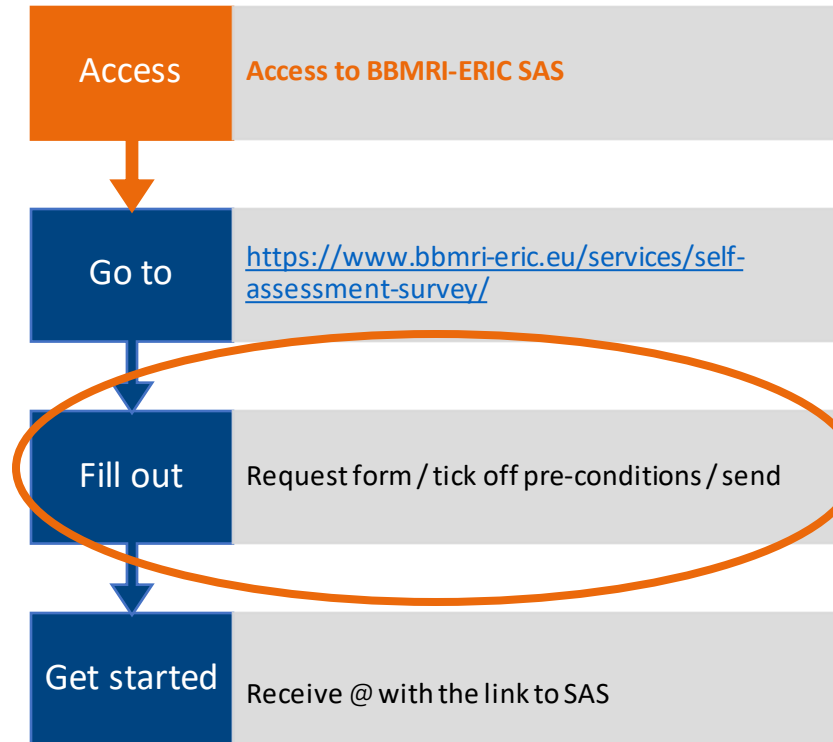 Access
Access to BBMRI-ERIC SAS
Go to
https://www.bbmri-eric.eu/services/self-
assessment-survey/
Fill out
Request form / tick off pre-conditions / send
Get started
Receive @ with the link to SAS